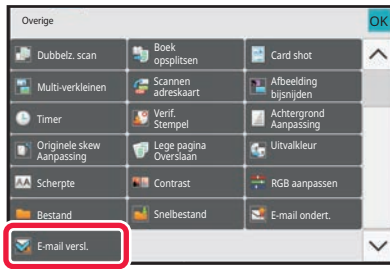 Overige
OK
Dubbelz. scan
Boek
opsplitsen
Card shot
Multi-verkleinen
Scannen
adreskaart
Afbeelding
bijsnijden
Timer
Verif.
Stempel
Achtergrond
Aanpassing
Originele skew
Aanpassing
Lege pagina
Overslaan
Uitvalkleur
AA Scherpte
Contrast
RGB aanpassen
Bestand
Snelbestand
E-mail ondert.
E-mail versl.